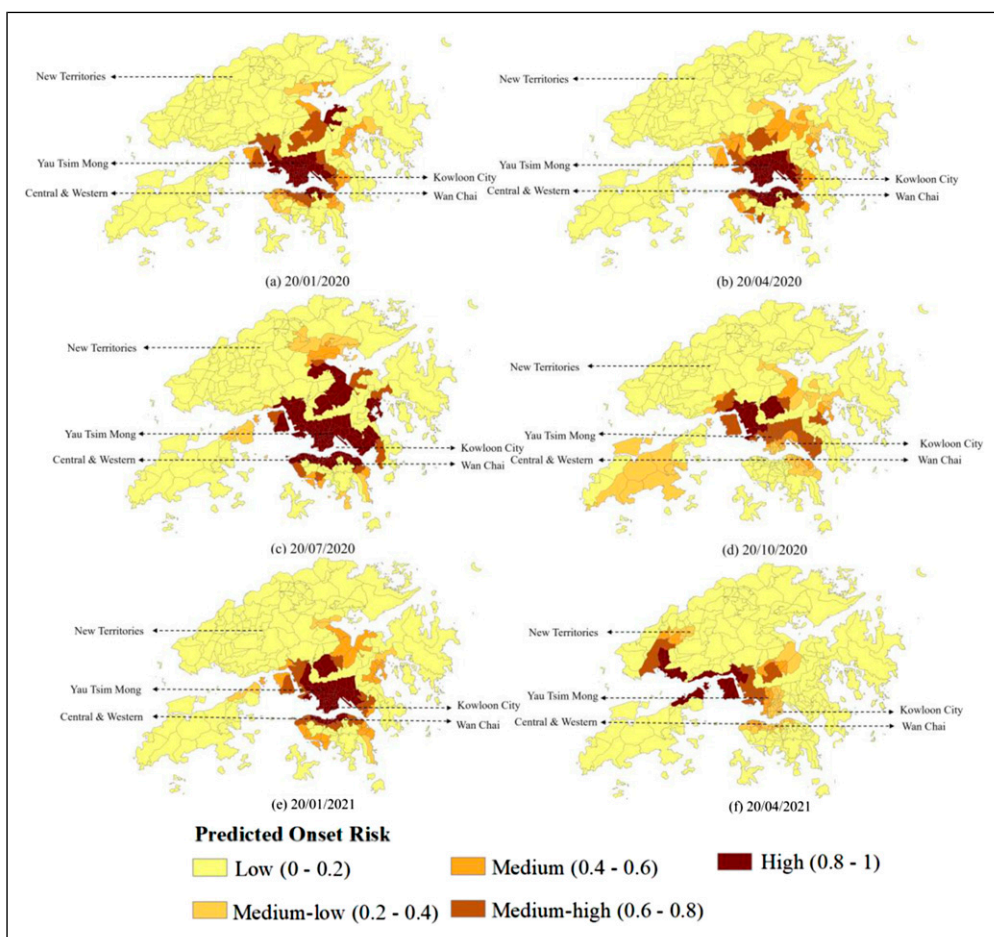 New Territories
Yau Tsim Mong
Central & Western
Kowloon City
Wan Chai
(a) 20/01/2020
New Territories
Yau Tsim Mong
Central & Western
Kowloon City
Wan Chai
(b) 20/04/2020
New Territories
Yau Tsim Mong
Central & Western
Kowloon City
Wan Chai
(c) 20/07/2020
New Territories
Yau Tsim Mong
Central & Western
Kowloon City
Wan Chai
(d) 20/10/2020
New Territories
Yau Tsim Mong
Central & Western
Kowloon City
Wan Chai
(e) 20/01/2021
New Territories
Yau Tsim Mong
Central & Western
Kowloon City
Wan Chai
(f) 20/04/2021
Predicted Onset Risk
Low (0 - 0.2)
Medium (0.4 - 0.6)
High (0.8 - 1)
Medium-low (0.2 - 0.4)
Medium-high (0.6 - 0.8)